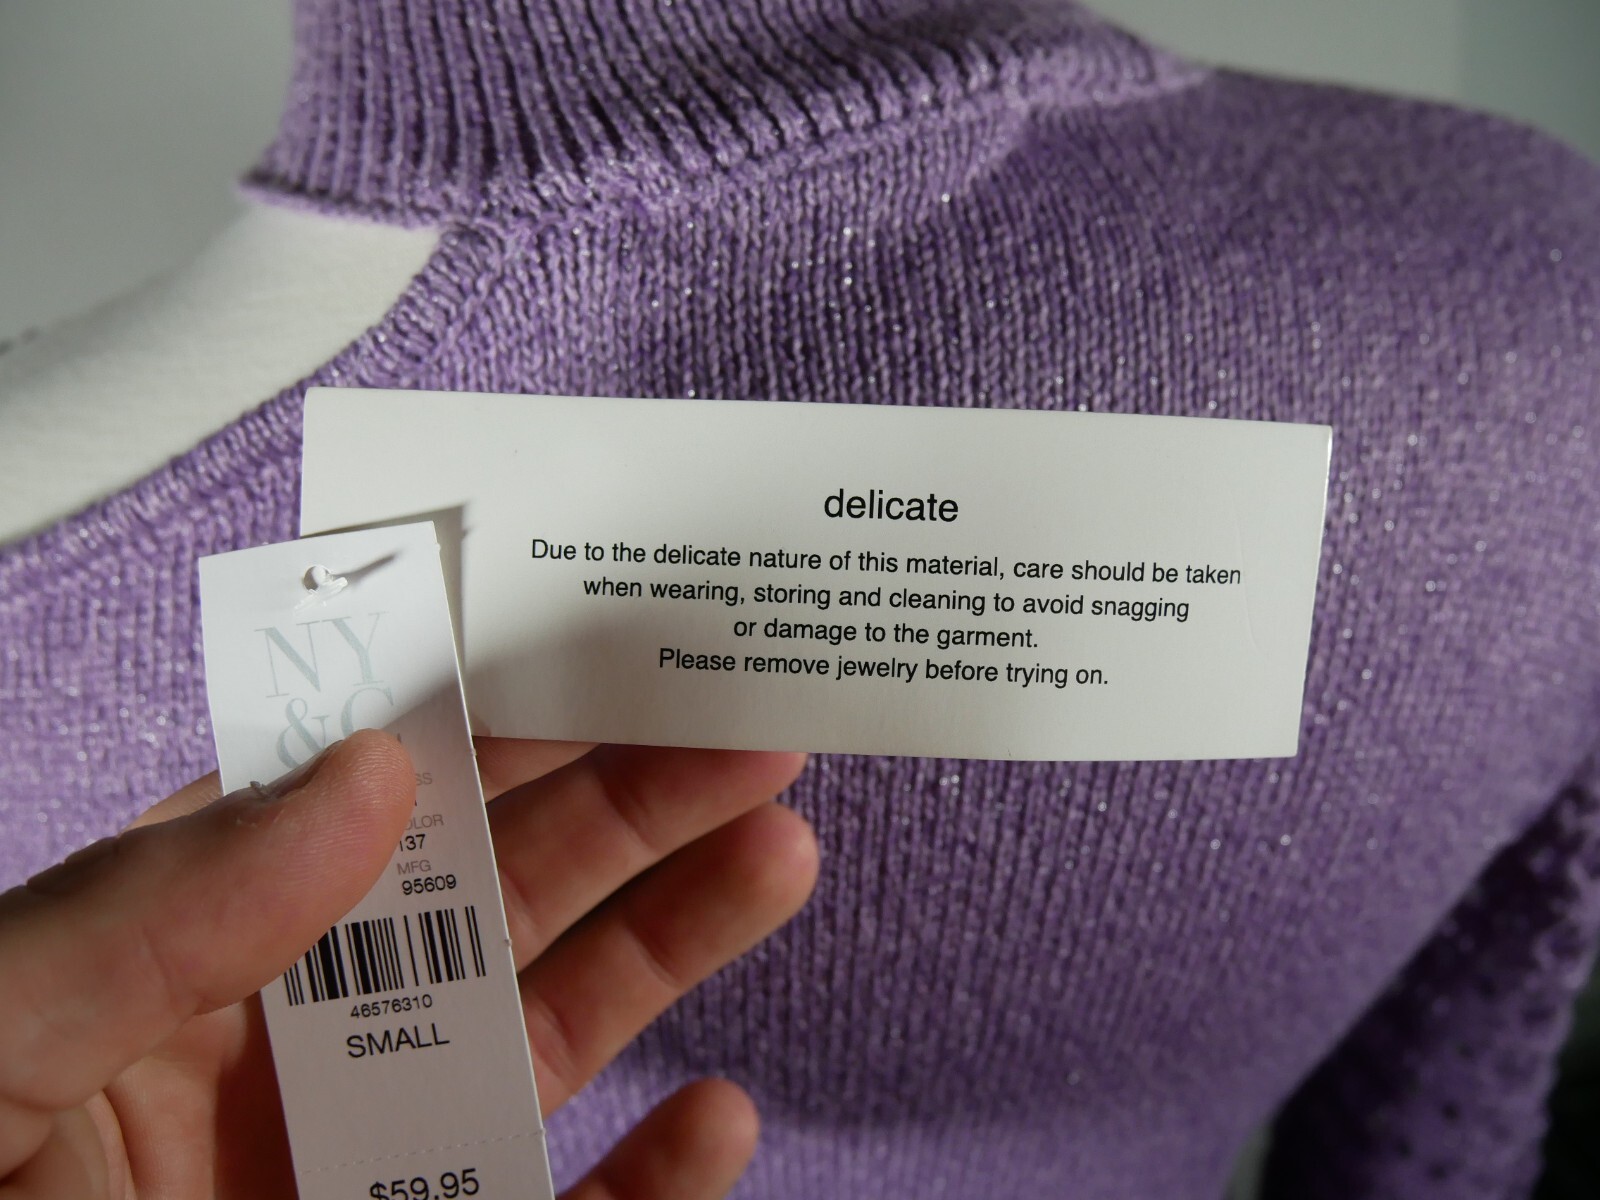 delicate
Due to the delicate nature of this material, care should be taken
when wearing, storing and cleaning to avoid snagging
or damage to the garment.
Please remove jewelry before trying on.
NY
&C
137
MFG
95609
46576310
SMALL
$59.95